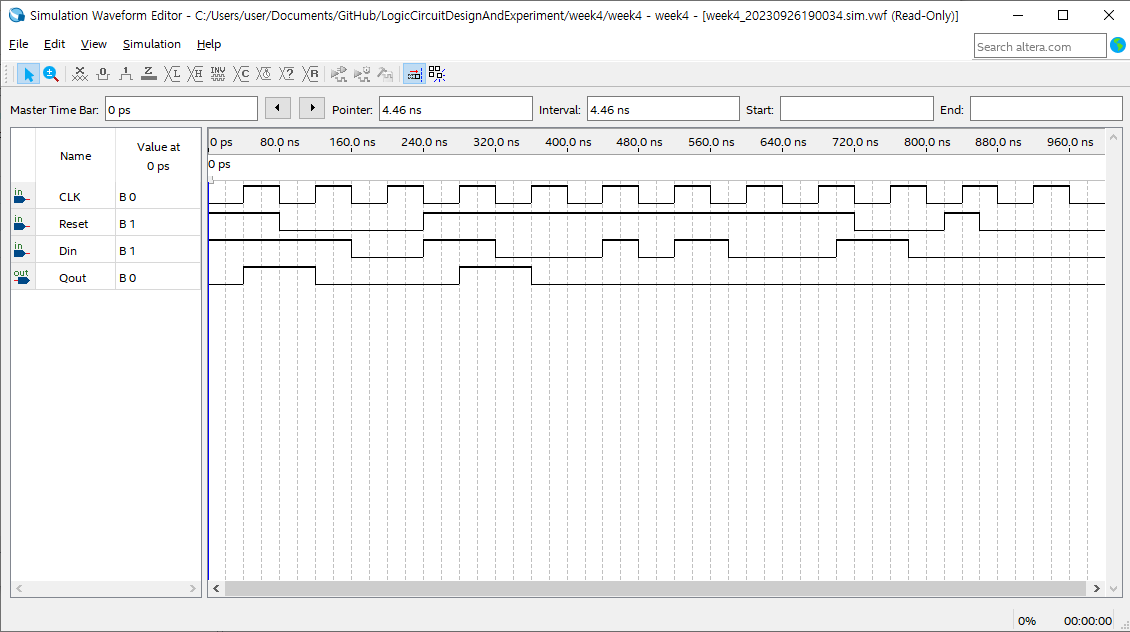 Simulation Waveform Editor - C:/Users/user/Documents/GitHub/LogicCircuitDesignAndExperiment/week4/week4 - week4 - [week4_20230926190034.sim.vwf (Read-Only)]
File Edit View Simulation Help
Search altera.com
Master Time Bar: 0 ps Pointer: 4.46 ns Interval: 4.46 ns Start: End:
Name Value at 0 ps
0 ps 80.0 ns 160.0 ns 240.0 ns 320.0 ns 400.0 ns 480.0 ns 560.0 ns 640.0 ns 720.0 ns 800.0 ns 880.0 ns 960.0 ns
0 ps
in CLK B 0
in Reset B 1
in Din B 1
out Qout B 0
0% 00:00:00